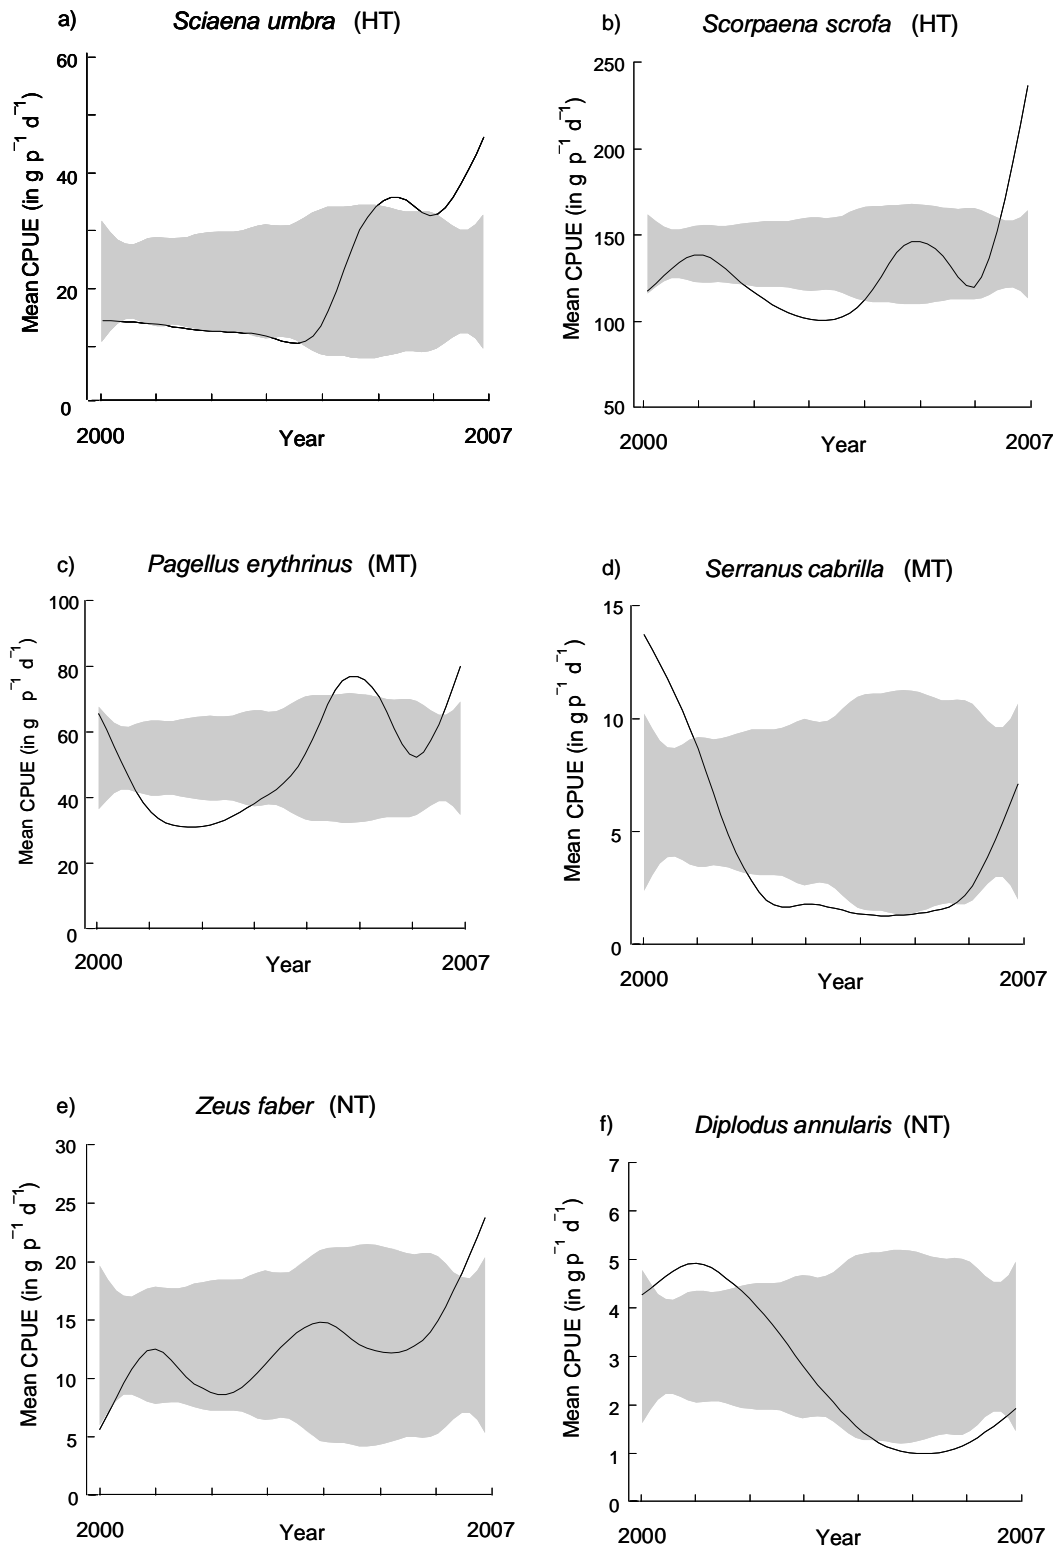 a) Sciaena umbra (HT)
Mean CPUE (in g p⁻¹ d⁻¹)
60
40
20
0
2000 Year 2007
b) Scorpaena scrofa (HT)
Mean CPUE (in g p⁻¹ d⁻¹)
250
200
150
100
50
2000 Year 2007
c) Pagellus erythrinus (MT)
Mean CPUE (in g p⁻¹ d⁻¹)
100
80
60
40
20
0
2000 Year 2007
d) Serranus cabrilla (MT)
Mean CPUE (in g p⁻¹ d⁻¹)
15
10
5
0
2000 Year 2007
e) Zeus faber (NT)
Mean CPUE (in g p⁻¹ d⁻¹)
30
25
20
15
10
5
0
2000 Year 2007
f) Diplodus annularis (NT)
Mean CPUE (in g p⁻¹ d⁻¹)
7
6
5
4
3
2
1
0
2000 Year 2007